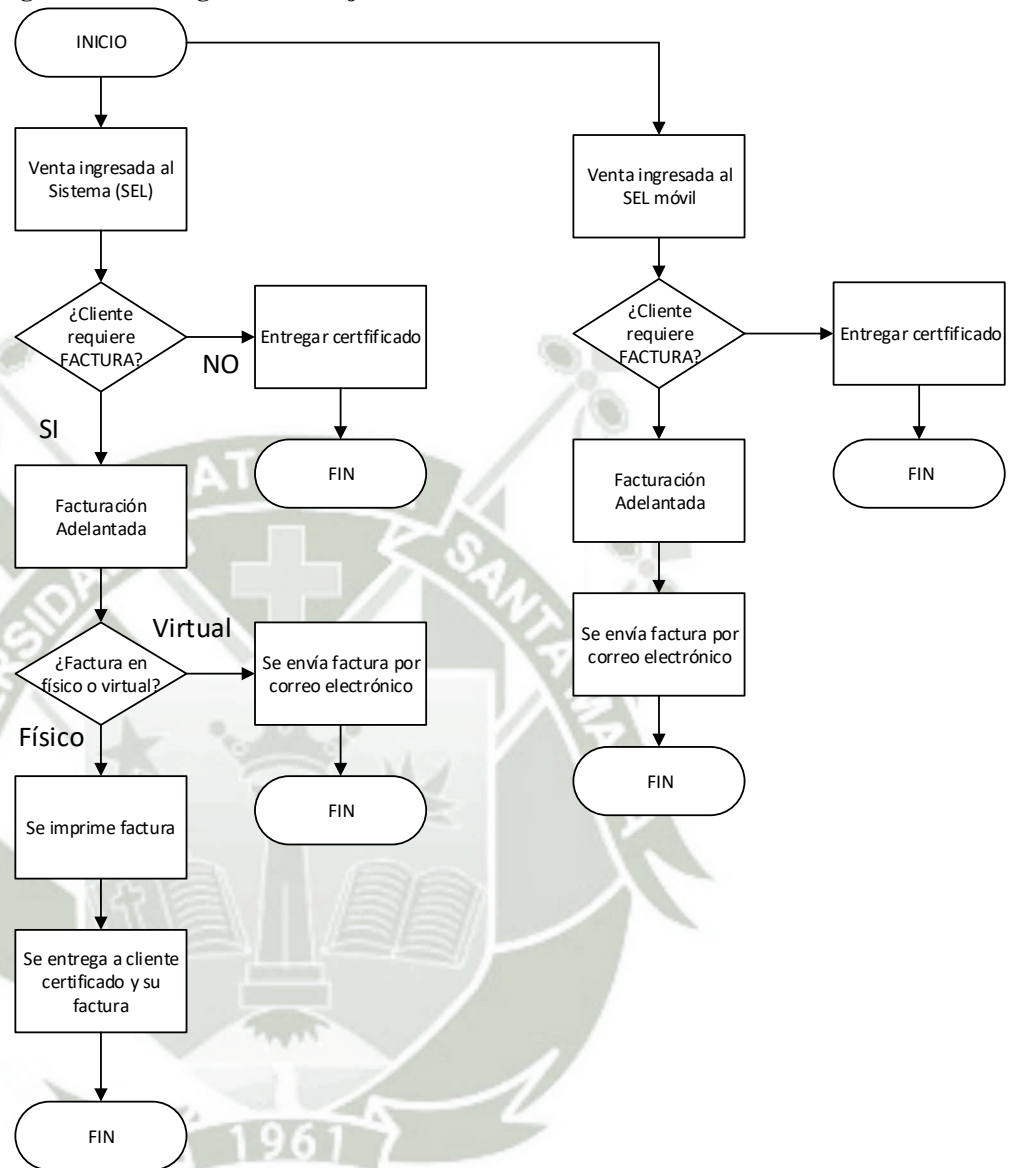 INICIO
Venta ingresada al
Sistema (SEL)
Venta ingresada al
SEL móvil
¿Cliente
requiere
FACTURA?
NO
SI
Entregar certfificado
¿Cliente
requiere
FACTURA?
Entregar certfificado
FIN
FIN
Facturación
Adelantada
Facturación
Adelantada
¿Factura en
físico o virtual?
Virtual
Físico
Se envía factura por
correo electrónico
Se envía factura por
correo electrónico
FIN
FIN
Se imprime factura
Se entrega a cliente
certificado y su
factura
FIN
SANTA MA
1961